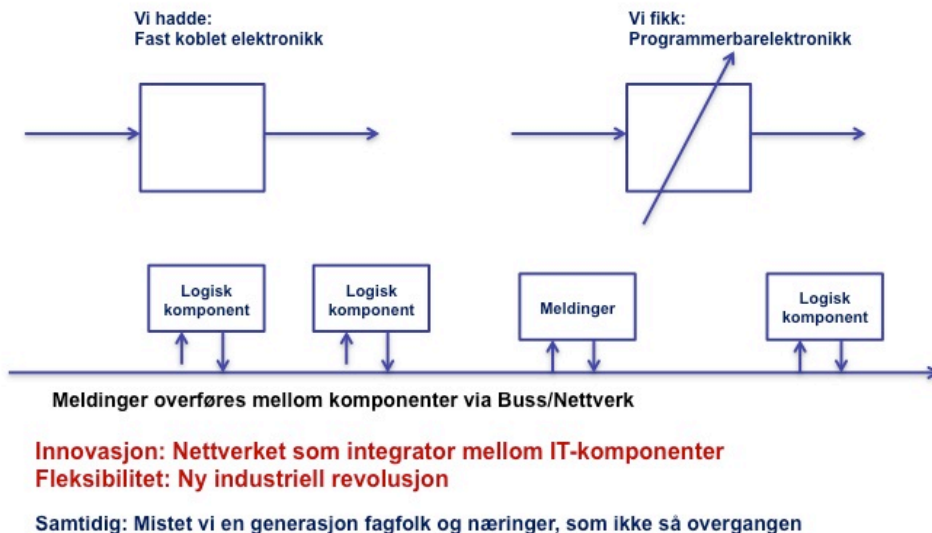 Vi hadde:
Fast koblet elektronikk
Vi fikk:
Programmerbarelektronikk
Logisk
komponent
Logisk
komponent
Meldinger
Logisk
komponent
Meldinger overføres mellom komponenter via Buss/Nettverk
Innovasjon: Nettverket som integrator mellom IT-komponenter
Fleksibilitet: Ny industriell revolusjon
Samtidig: Mistet vi en generasjon fagfolk og næringer, som ikke så overgangen